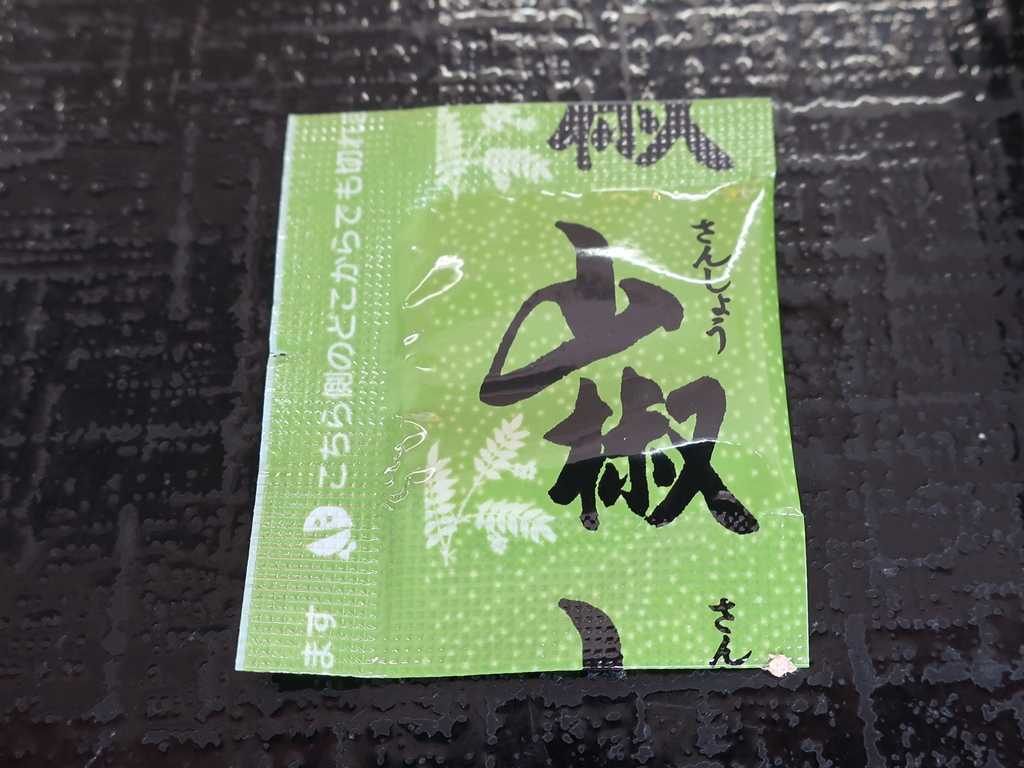 椒
さんしょう
山椒
さん
こちら側のどこからでも切れ
ます